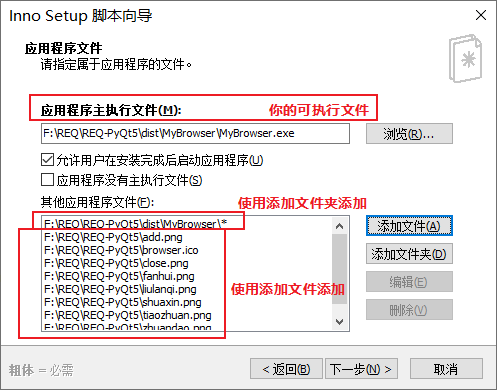 Inno Setup 脚本向导
应用程序文件
请指定属于应用程序的文件。
应用程序主执行文件(M): 你的可执行文件
F:\REQ\REQ-PyQt5\dist\MyBrowser\MyBrowser.exe 浏览(R)...
允许用户在安装完成后启动应用程序(U)
应用程序没有主执行文件(S)
其他应用程序文件(F): 使用添加文件夹添加
F:\REQ\REQ-PyQt5\dist\MyBrowser\* 添加文件(A)
F:\REQ\REQ-PyQt5\add.png
F:\REQ\REQ-PyQt5\browser.ico 添加文件夹(D)
F:\REQ\REQ-PyQt5\close.png
F:\REQ\REQ-PyQt5\fanhui.png 编辑(E)
F:\REQ\REQ-PyQt5\liulanqi.png 使用添加文件添加
F:\REQ\REQ-PyQt5\shuaxin.png
F:\REQ\REQ-PyQt5\tiaozhuan.png 删除(V)
F:\REQ\REQ-PyQt5\zhuandao.png
粗体 = 必需 < 返回(B) 下一步(N) > 取消